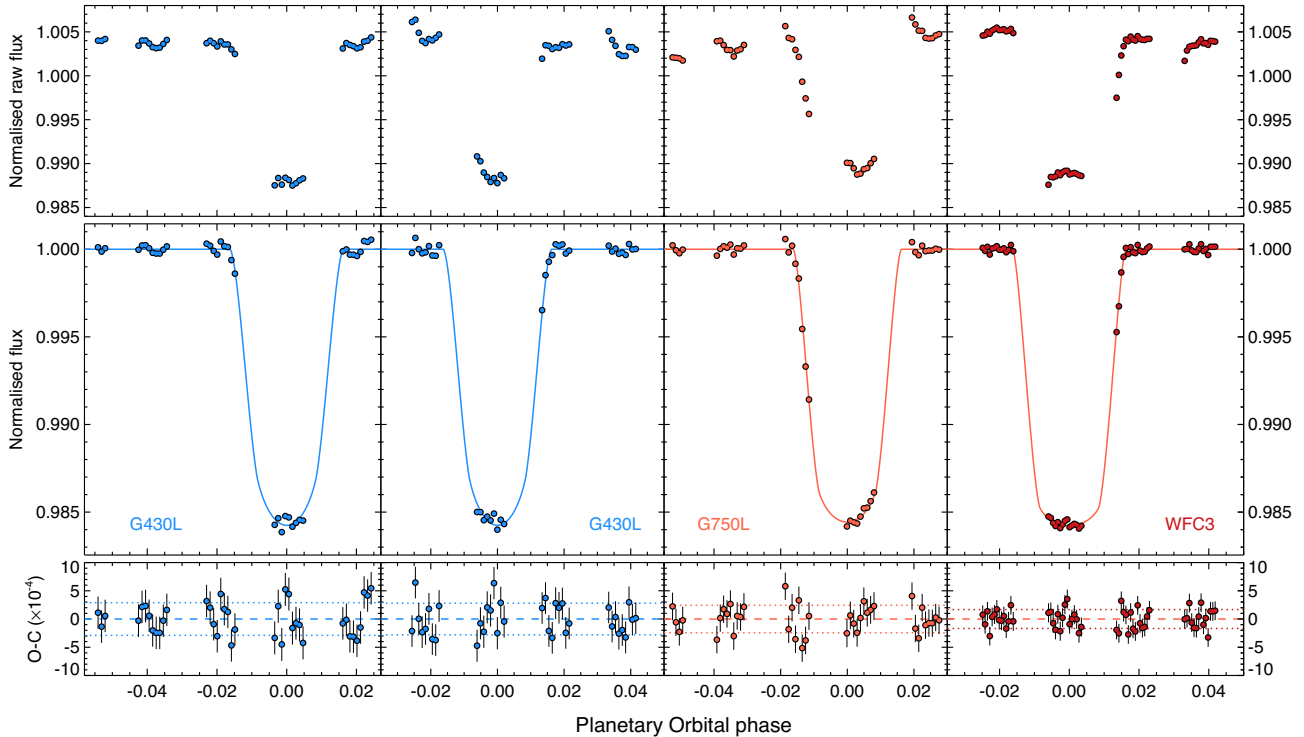 1.005
1.000
0.995
0.990
0.985
Normalised raw flux
1.005
1.000
0.995
0.990
0.985
1.000
0.995
0.990
0.985
Normalised flux
G430L
G430L
G750L
WFC3
1.000
0.995
0.990
0.985
10
5
0
-5
-10
O-C (×10⁻⁴)
10
5
0
-5
-10
-0.04 -0.02 0.00 0.02
-0.02 0.00 0.02 0.04
-0.04 -0.02 0.00 0.02
-0.02 0.00 0.02 0.04
Planetary Orbital phase